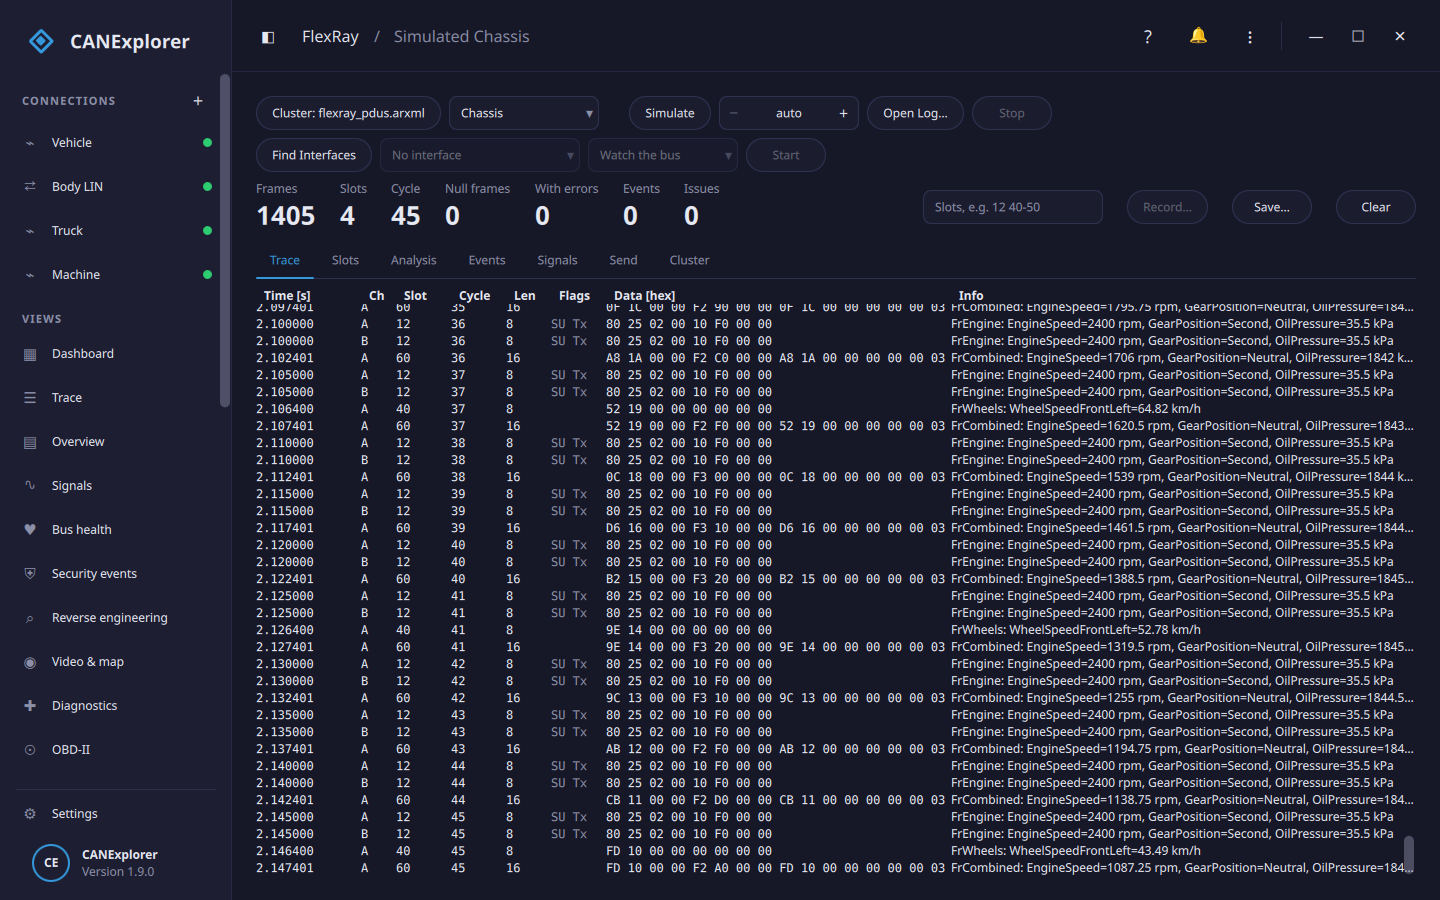 CANExplorer
FlexRay / Simulated Chassis
?
CONNECTIONS +
Vehicle
Body LIN
Truck
Machine
VIEWS
Dashboard
Trace
Overview
Signals
Bus health
Security events
Reverse engineering
Video & map
Diagnostics
OBD-II
Settings
CE
CANExplorer
Version 1.9.0
Cluster: flexray_pdus.arxml Chassis Simulate − auto + Open Log... Stop
Find Interfaces No interface Watch the bus Start
Frames Slots Cycle Null frames With errors Events Issues
1405 4 45 0 0 0 0
Slots, e.g. 12 40-50 Record... Save... Clear
Trace Slots Analysis Events Signals Send Cluster
Time [s] Ch Slot Cycle Len Flags Data [hex] Info
2.097401 A 60 35 16 0F 1C 00 00 F2 90 00 00 0F 1C 00 00 00 00 00 03 FrCombined: EngineSpeed=1795.75 rpm, GearPosition=Neutral, OilPressure=184...
2.100000 A 12 36 8 SU Tx 80 25 02 00 10 F0 00 00 FrEngine: EngineSpeed=2400 rpm, GearPosition=Second, OilPressure=35.5 kPa
2.100000 B 12 36 8 SU Tx 80 25 02 00 10 F0 00 00 FrEngine: EngineSpeed=2400 rpm, GearPosition=Second, OilPressure=35.5 kPa
2.102401 A 60 36 16 A8 1A 00 00 F2 C0 00 00 A8 1A 00 00 00 00 00 03 FrCombined: EngineSpeed=1706 rpm, GearPosition=Neutral, OilPressure=1842 k...
2.105000 A 12 37 8 SU Tx 80 25 02 00 10 F0 00 00 FrEngine: EngineSpeed=2400 rpm, GearPosition=Second, OilPressure=35.5 kPa
2.105000 B 12 37 8 SU Tx 80 25 02 00 10 F0 00 00 FrEngine: EngineSpeed=2400 rpm, GearPosition=Second, OilPressure=35.5 kPa
2.106400 A 40 37 8 52 19 00 00 00 00 00 00 FrWheels: WheelSpeedFrontLeft=64.82 km/h
2.107401 A 60 37 16 52 19 00 00 F2 F0 00 00 52 19 00 00 00 00 00 03 FrCombined: EngineSpeed=1620.5 rpm, GearPosition=Neutral, OilPressure=1843...
2.110000 A 12 38 8 SU Tx 80 25 02 00 10 F0 00 00 FrEngine: EngineSpeed=2400 rpm, GearPosition=Second, OilPressure=35.5 kPa
2.110000 B 12 38 8 SU Tx 80 25 02 00 10 F0 00 00 FrEngine: EngineSpeed=2400 rpm, GearPosition=Second, OilPressure=35.5 kPa
2.112401 A 60 38 16 0C 18 00 00 F3 00 00 00 0C 18 00 00 00 00 00 03 FrCombined: EngineSpeed=1539 rpm, GearPosition=Neutral, OilPressure=1844 k...
2.115000 A 12 39 8 SU Tx 80 25 02 00 10 F0 00 00 FrEngine: EngineSpeed=2400 rpm, GearPosition=Second, OilPressure=35.5 kPa
2.115000 B 12 39 8 SU Tx 80 25 02 00 10 F0 00 00 FrEngine: EngineSpeed=2400 rpm, GearPosition=Second, OilPressure=35.5 kPa
2.117401 A 60 39 16 D6 16 00 00 F3 10 00 00 D6 16 00 00 00 00 00 03 FrCombined: EngineSpeed=1461.5 rpm, GearPosition=Neutral, OilPressure=1844...
2.120000 A 12 40 8 SU Tx 80 25 02 00 10 F0 00 00 FrEngine: EngineSpeed=2400 rpm, GearPosition=Second, OilPressure=35.5 kPa
2.120000 B 12 40 8 SU Tx 80 25 02 00 10 F0 00 00 FrEngine: EngineSpeed=2400 rpm, GearPosition=Second, OilPressure=35.5 kPa
2.122401 A 60 40 16 B2 15 00 00 F3 20 00 00 B2 15 00 00 00 00 00 03 FrCombined: EngineSpeed=1388.5 rpm, GearPosition=Neutral, OilPressure=1845...
2.125000 A 12 41 8 SU Tx 80 25 02 00 10 F0 00 00 FrEngine: EngineSpeed=2400 rpm, GearPosition=Second, OilPressure=35.5 kPa
2.125000 B 12 41 8 SU Tx 80 25 02 00 10 F0 00 00 FrEngine: EngineSpeed=2400 rpm, GearPosition=Second, OilPressure=35.5 kPa
2.126400 A 40 41 8 9E 14 00 00 00 00 00 00 FrWheels: WheelSpeedFrontLeft=52.78 km/h
2.127401 A 60 41 16 9E 14 00 00 F3 20 00 00 9E 14 00 00 00 00 00 03 FrCombined: EngineSpeed=1319.5 rpm, GearPosition=Neutral, OilPressure=1845...
2.130000 A 12 42 8 SU Tx 80 25 02 00 10 F0 00 00 FrEngine: EngineSpeed=2400 rpm, GearPosition=Second, OilPressure=35.5 kPa
2.130000 B 12 42 8 SU Tx 80 25 02 00 10 F0 00 00 FrEngine: EngineSpeed=2400 rpm, GearPosition=Second, OilPressure=35.5 kPa
2.132401 A 60 42 16 9C 13 00 00 F3 10 00 00 9C 13 00 00 00 00 00 03 FrCombined: EngineSpeed=1255 rpm, GearPosition=Neutral, OilPressure=1844.5...
2.135000 A 12 43 8 SU Tx 80 25 02 00 10 F0 00 00 FrEngine: EngineSpeed=2400 rpm, GearPosition=Second, OilPressure=35.5 kPa
2.135000 B 12 43 8 SU Tx 80 25 02 00 10 F0 00 00 FrEngine: EngineSpeed=2400 rpm, GearPosition=Second, OilPressure=35.5 kPa
2.137401 A 60 43 16 AB 12 00 00 F2 F0 00 00 AB 12 00 00 00 00 00 03 FrCombined: EngineSpeed=1194.75 rpm, GearPosition=Neutral, OilPressure=184...
2.140000 A 12 44 8 SU Tx 80 25 02 00 10 F0 00 00 FrEngine: EngineSpeed=2400 rpm, GearPosition=Second, OilPressure=35.5 kPa
2.140000 B 12 44 8 SU Tx 80 25 02 00 10 F0 00 00 FrEngine: EngineSpeed=2400 rpm, GearPosition=Second, OilPressure=35.5 kPa
2.142401 A 60 44 16 CB 11 00 00 F2 D0 00 00 CB 11 00 00 00 00 00 03 FrCombined: EngineSpeed=1138.75 rpm, GearPosition=Neutral, OilPressure=184...
2.145000 A 12 45 8 SU Tx 80 25 02 00 10 F0 00 00 FrEngine: EngineSpeed=2400 rpm, GearPosition=Second, OilPressure=35.5 kPa
2.145000 B 12 45 8 SU Tx 80 25 02 00 10 F0 00 00 FrEngine: EngineSpeed=2400 rpm, GearPosition=Second, OilPressure=35.5 kPa
2.146400 A 40 45 8 FD 10 00 00 00 00 00 00 FrWheels: WheelSpeedFrontLeft=43.49 km/h
2.147401 A 60 45 16 FD 10 00 00 F2 A0 00 00 FD 10 00 00 00 00 00 03 FrCombined: EngineSpeed=1087.25 rpm, GearPosition=Neutral, OilPressure=184...